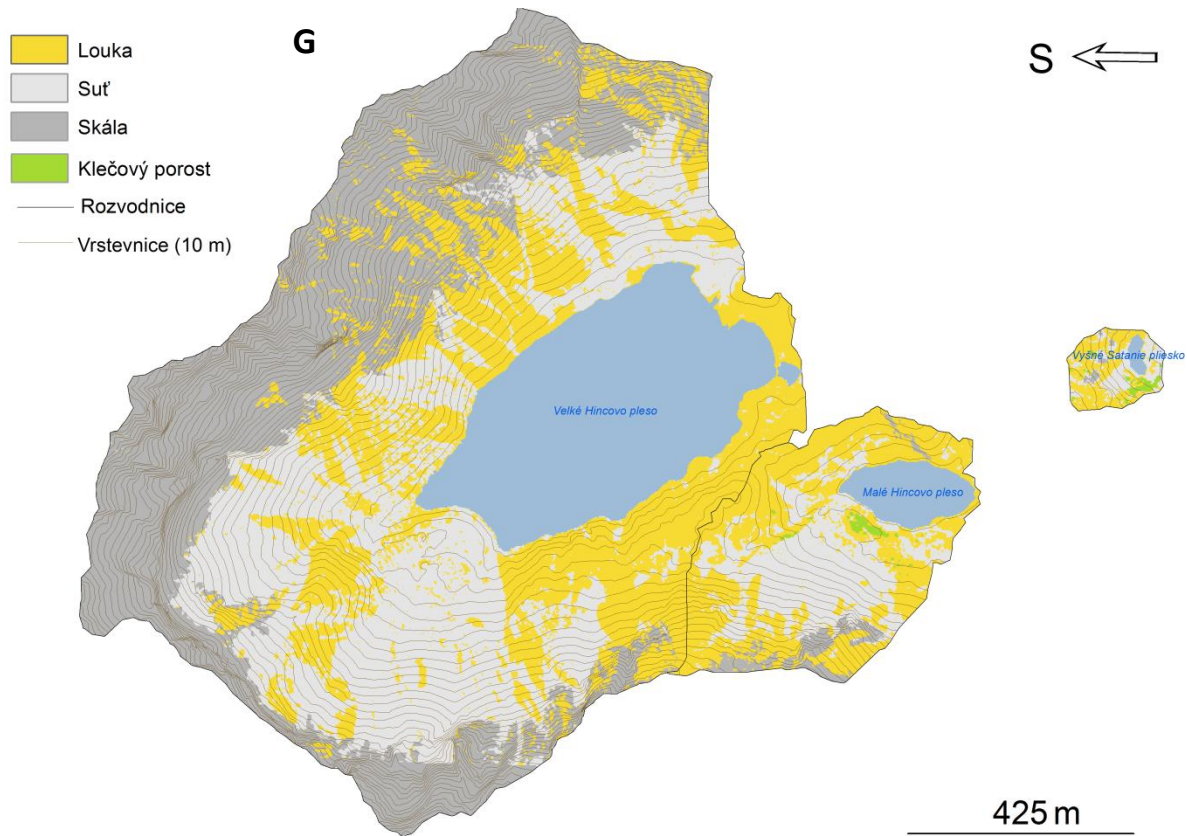 G
S
Louka
Suť
Skála
Klečový porost
Rozvodnice
Vrstevnice (10 m)
Vyšné Satanie pliesko
Velké Hincovo pleso
Malé Hincovo pleso
425 m